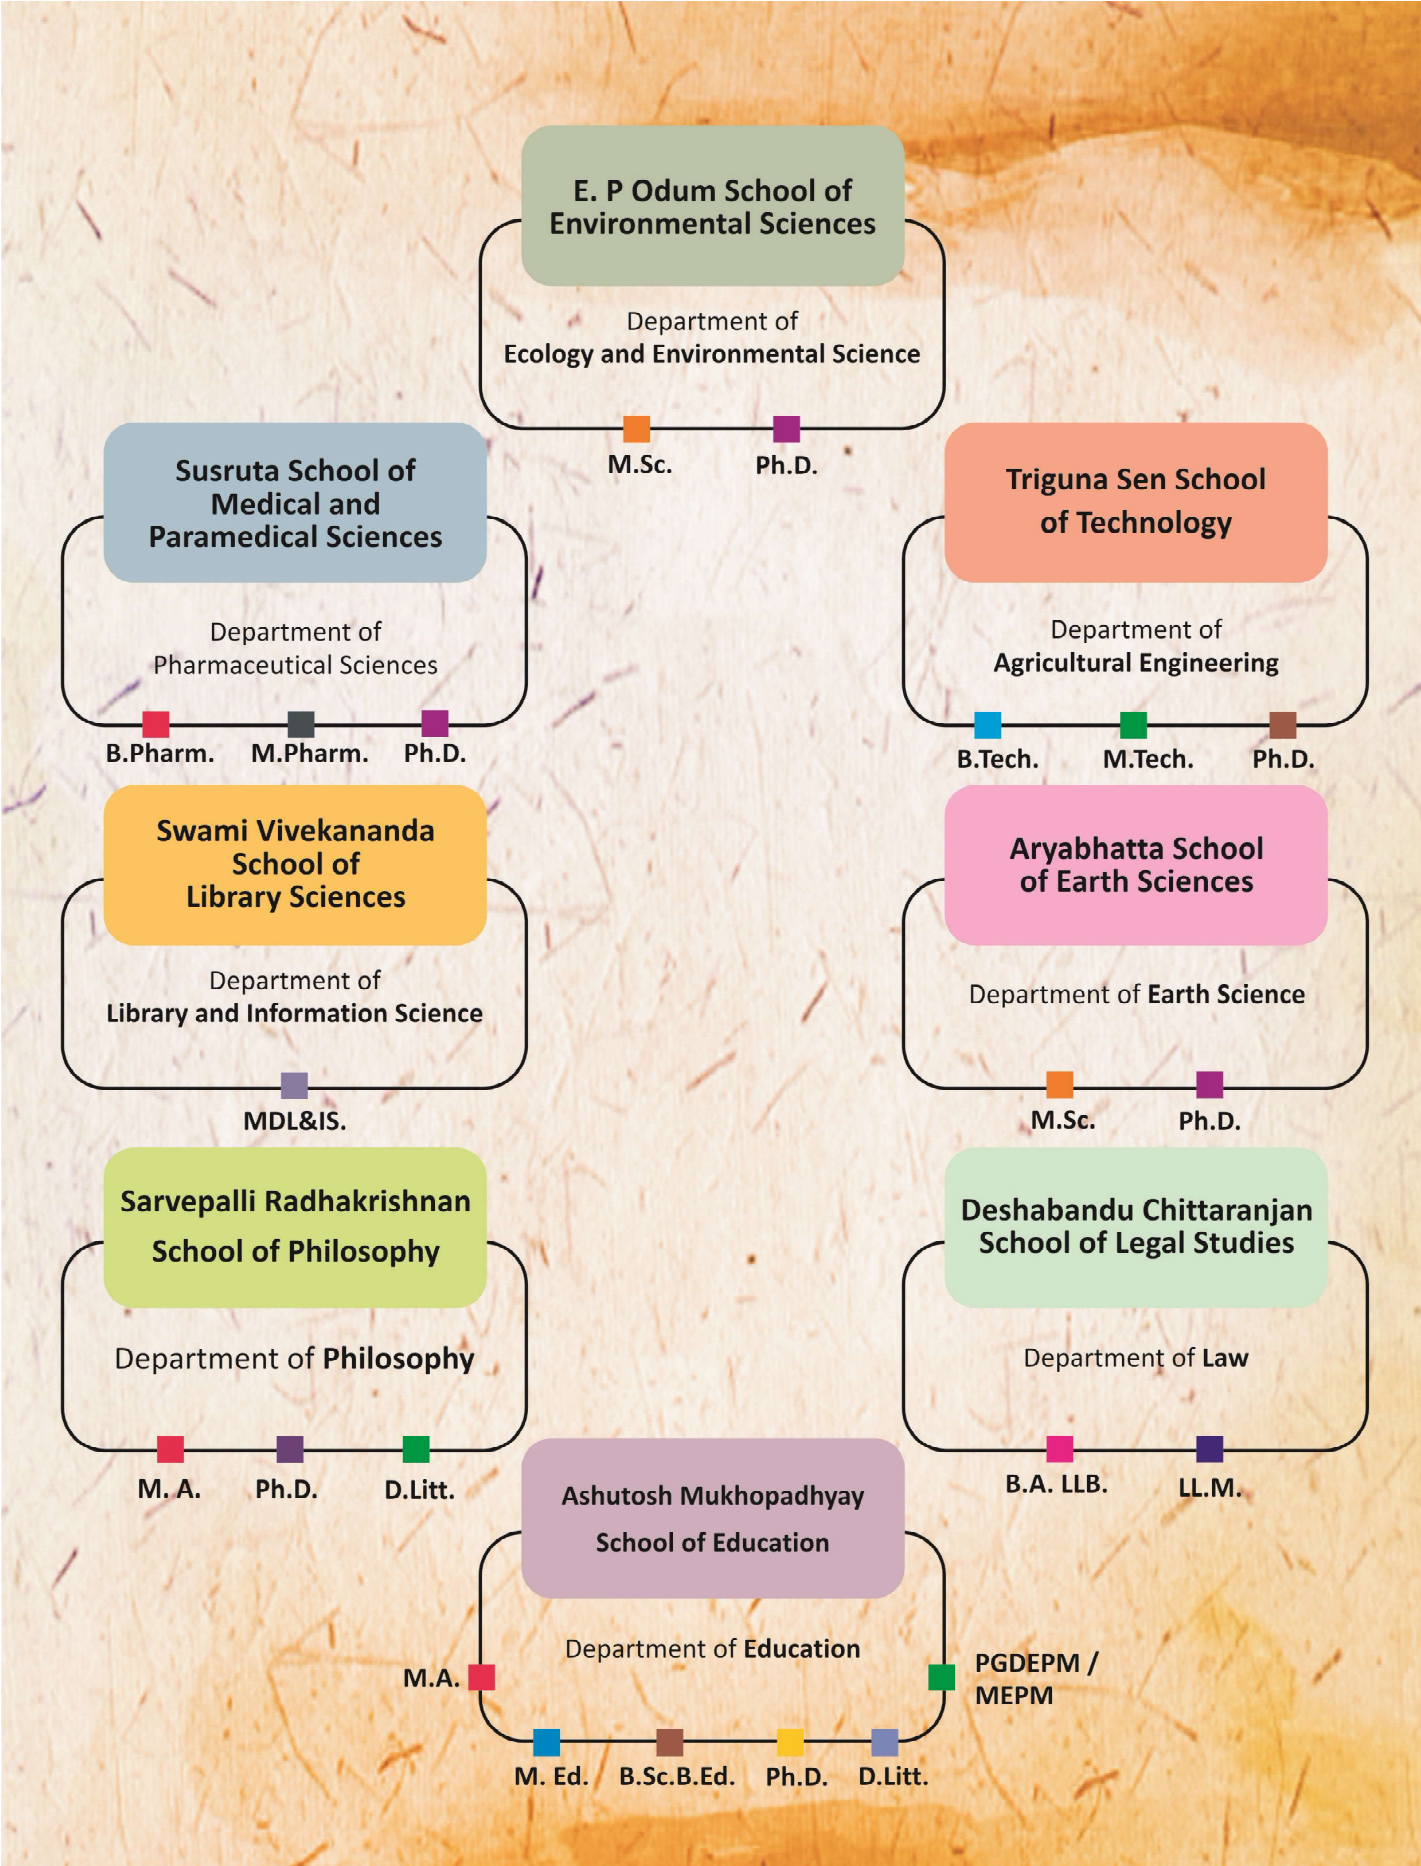 E. P Odum School of
Environmental Sciences
Department of
Ecology and Environmental Science
M.Sc. Ph.D.
Susruta School of
Medical and
Paramedical Sciences
Department of
Pharmaceutical Sciences
B.Pharm. M.Pharm. Ph.D.
Triguna Sen School
of Technology
Department of
Agricultural Engineering
B.Tech. M.Tech. Ph.D.
Swami Vivekananda
School of
Library Sciences
Department of
Library and Information Science
MDL&IS.
Aryabhatta School
of Earth Sciences
Department of Earth Science
M.Sc. Ph.D.
Sarvepalli Radhakrishnan
School of Philosophy
Department of Philosophy
M. A. Ph.D. D.Litt.
Deshabandu Chittaranjan
School of Legal Studies
Department of Law
B.A. LLB. LL.M.
Ashutosh Mukhopadhyay
School of Education
Department of Education
M.A.
PGDEPM /
MEPM
M. Ed. B.Sc.B.Ed. Ph.D. D.Litt.